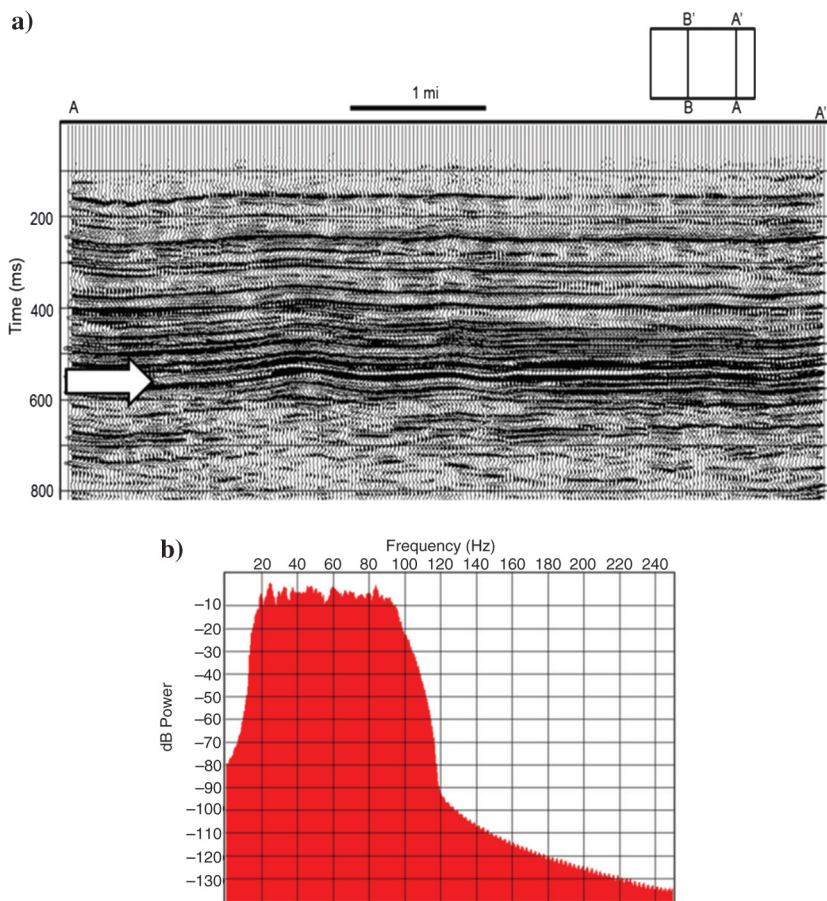 a)
B' A'
1 mi
B A
A A'
Time (ms)
200
400
600
800
b)
Frequency (Hz)
20 40 60 80 100 120 140 160 180 200 220 240
dB Power
−10
−20
−30
−40
−50
−60
−70
−80
−90
−100
−110
−120
−130